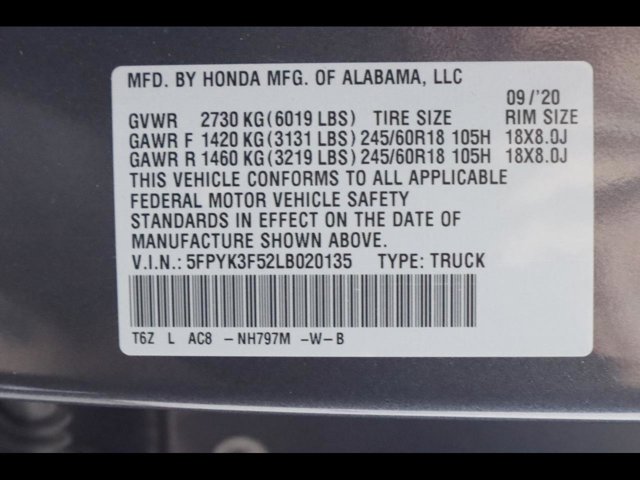 MFD. BY HONDA MFG. OF ALABAMA, LLC
09/'20
GVWR 2730 KG(6019 LBS) TIRE SIZE RIM SIZE
GAWR F 1420 KG(3131 LBS) 245/60R18 105H 18X8.0J
GAWR R 1460 KG(3219 LBS) 245/60R18 105H 18X8.0J
THIS VEHICLE CONFORMS TO ALL APPLICABLE
FEDERAL MOTOR VEHICLE SAFETY
STANDARDS IN EFFECT ON THE DATE OF
MANUFACTURE SHOWN ABOVE.
V.I.N.: 5FPYK3F52LB020135 TYPE: TRUCK
T6Z L AC8 -NH797M -W-B